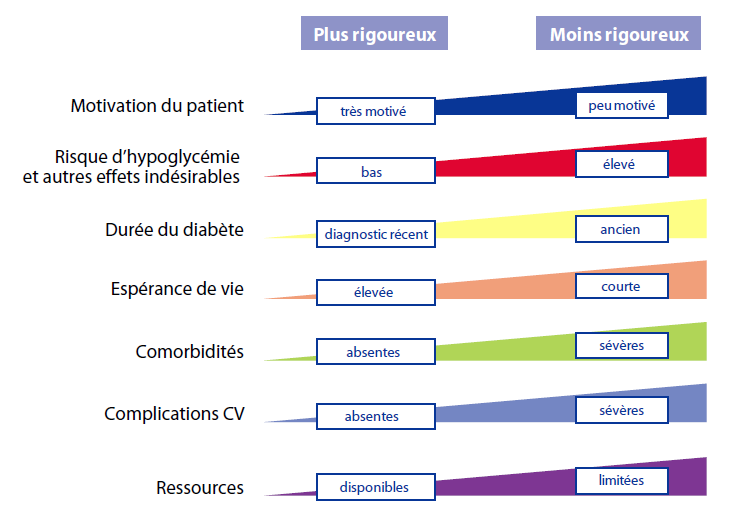 Plus rigoureux Moins rigoureux
Motivation du patient très motivé peu motivé
Risque d'hypoglycémie
et autres effets indésirables bas élevé
Durée du diabète diagnostic récent ancien
Espérance de vie élevée courte
Comorbidités absentes sévères
Complications CV absentes sévères
Ressources disponibles limitées